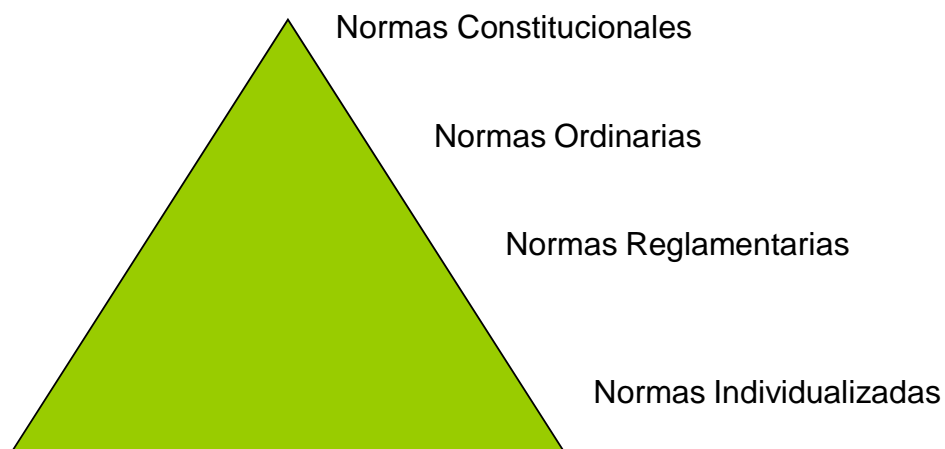 Normas Constitucionales
Normas Ordinarias
Normas Reglamentarias
Normas Individualizadas